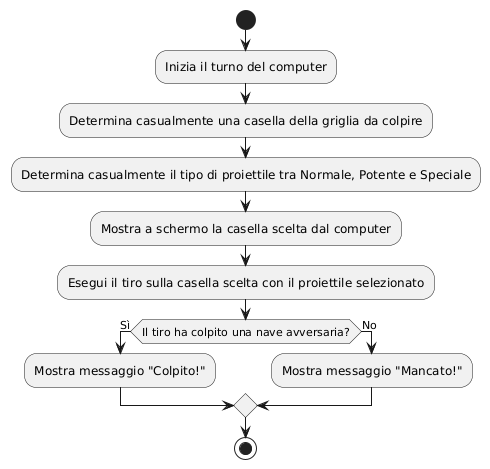 Inizia il turno del computer
Determina casualmente una casella della griglia da colpire
Determina casualmente il tipo di proiettile tra Normale, Potente e Speciale
Mostra a schermo la casella scelta dal computer
Esegui il tiro sulla casella scelta con il proiettile selezionato
Sì
Il tiro ha colpito una nave avversaria?
No
Mostra messaggio "Colpito!"
Mostra messaggio "Mancato!"